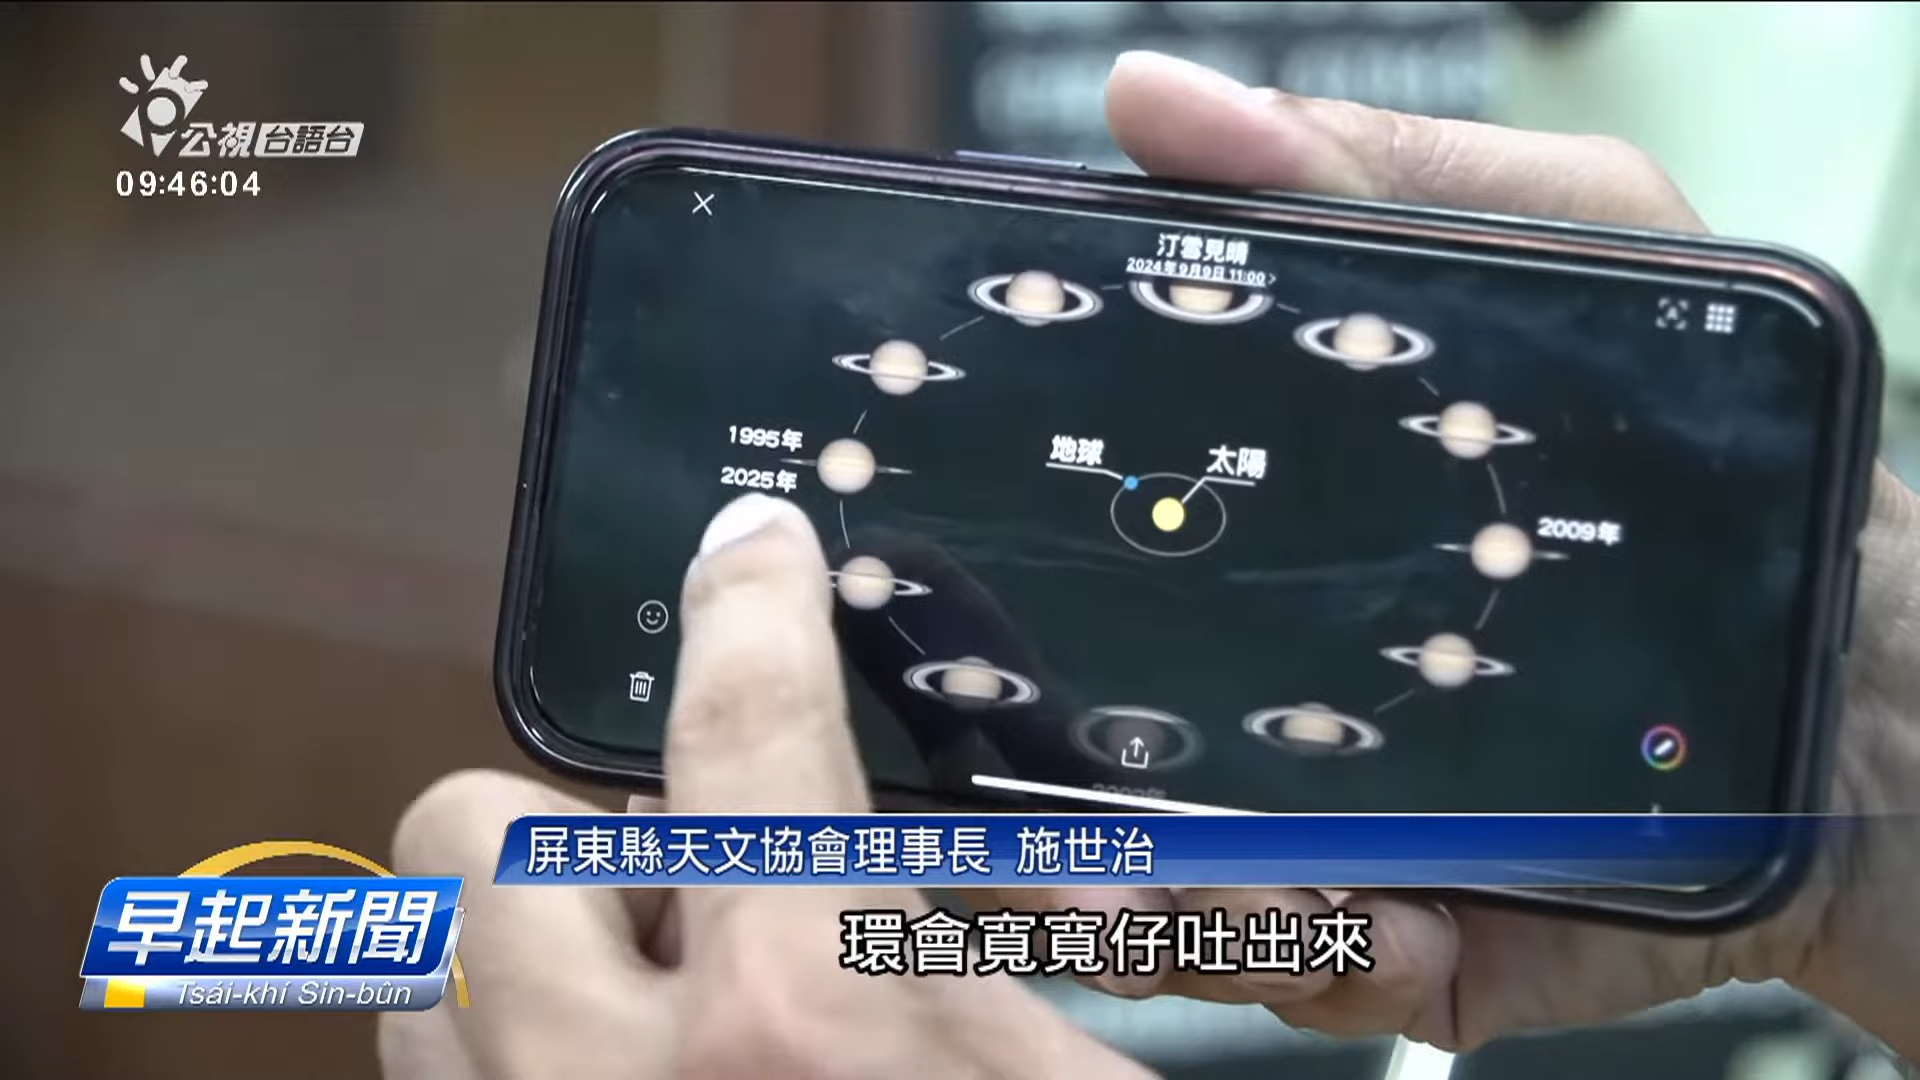 公視台語台
09:46:04
汀雲見晴
2024年9月9日 11:00 >
1995年
2025年
地球
太陽
2009年
屏東縣天文協會理事長 施世治
早起新聞
Tsái-khí Sin-bûn
環會寬寬仔吐出來